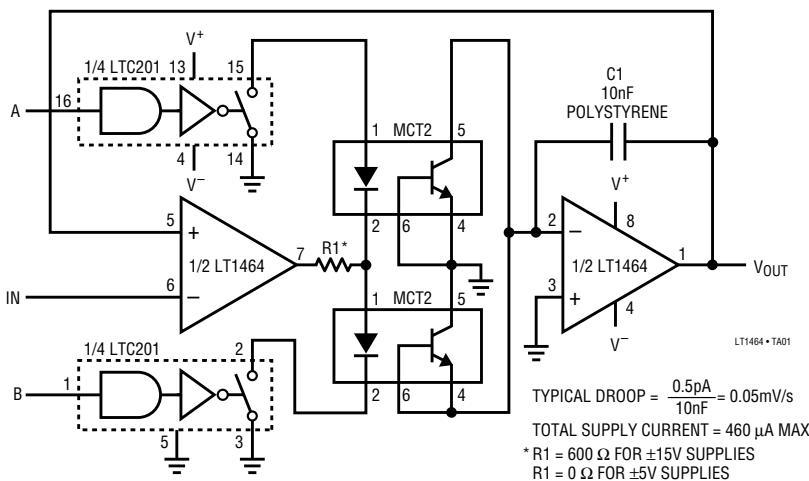 1/4 LTC201
V+
13
15
C1
10nF
POLYSTYRENE
A
16
1
MCT2
5
4
14
V−
V+
2
6
4
5
+
7
R1*
2
−
8
1/2 LT1464
1/2 LT1464
1
VOUT
IN
6
−
1
MCT2
5
3
+
4
V−
LT1464 • TA01
1/4 LTC201
2
B
1
2
6
4
5
3
TYPICAL DROOP = 0.5pA/10nF = 0.05mV/s
TOTAL SUPPLY CURRENT = 460 μA MAX
* R1 = 600 Ω FOR ±15V SUPPLIES
R1 = 0 Ω FOR ±5V SUPPLIES